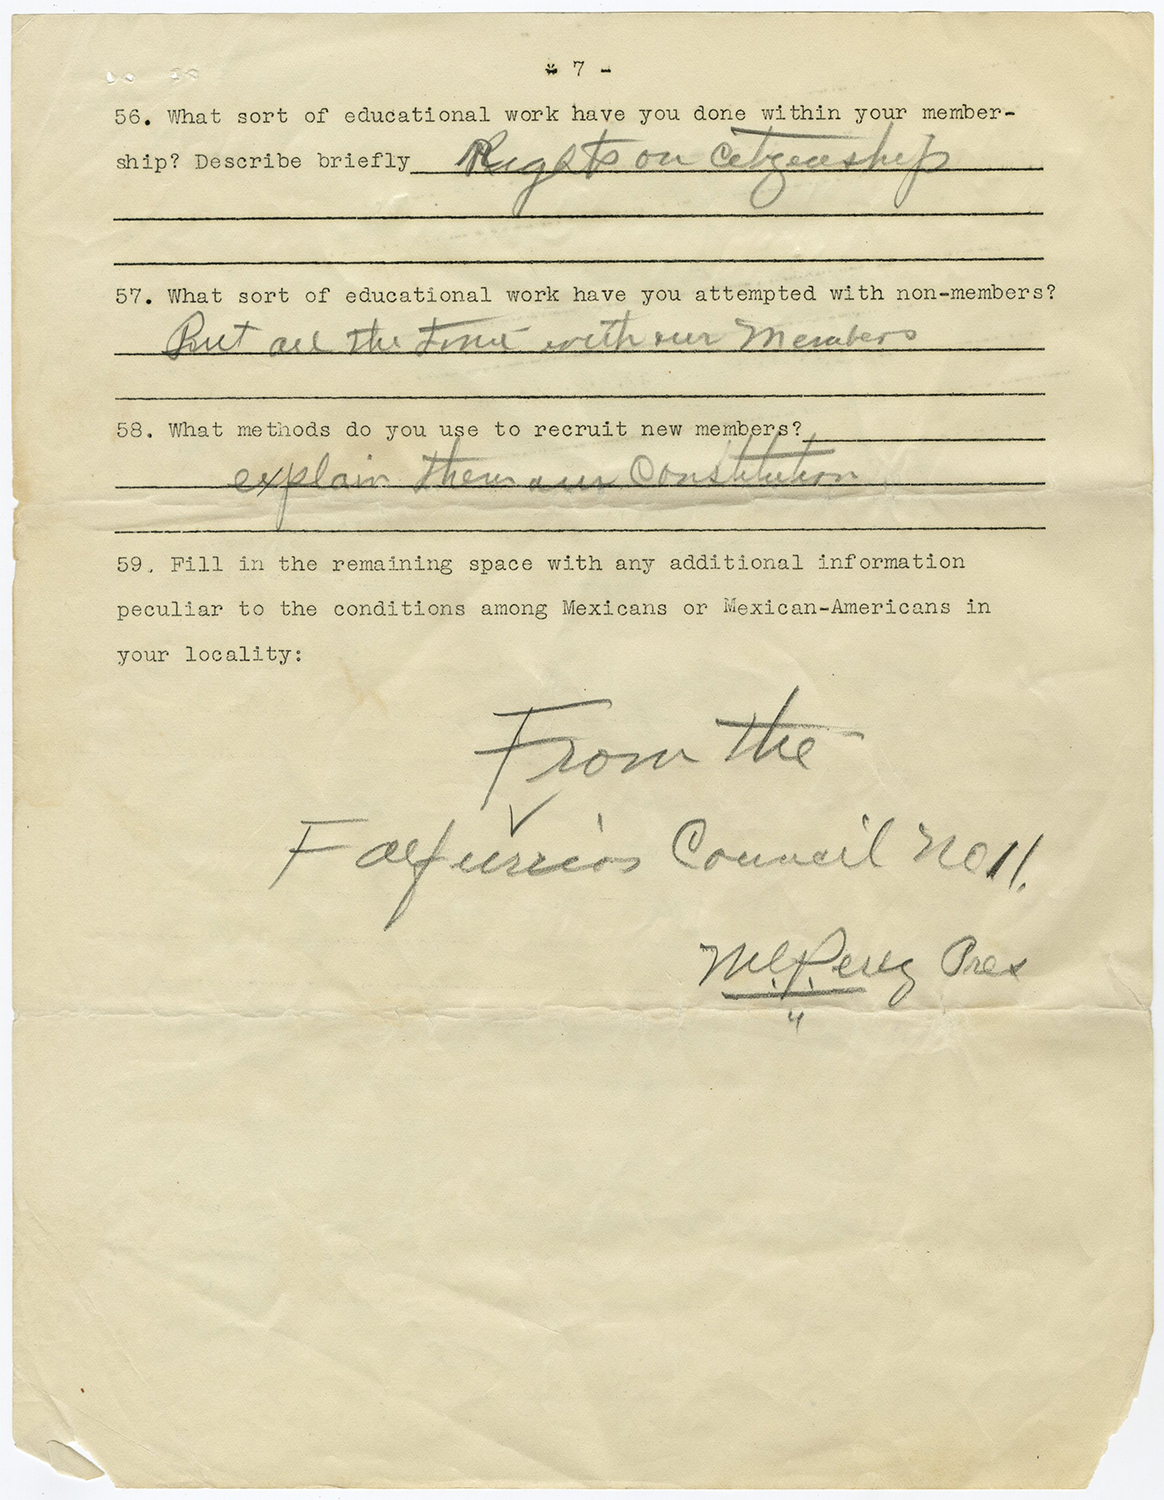 * 7 -
56. What sort of educational work have you done within your member-
ship? Describe briefly Rights on Citizenship
57. What sort of educational work have you attempted with non-members?
Put all the time with our Members
58. What methods do you use to recruit new members?
explain them our Constitution
59. Fill in the remaining space with any additional information
peculiar to the conditions among Mexicans or Mexican-Americans in
your locality:
From the
Falfurrias Council No 11.
Perez Pres